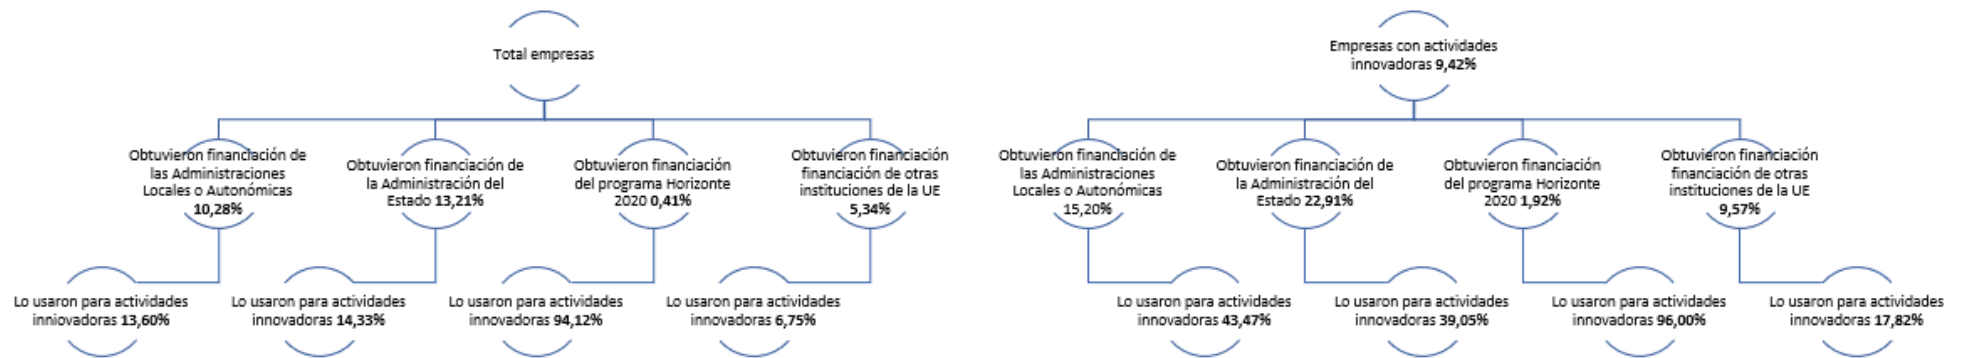 Total empresas
Obtuvieron financiación de
las Administraciones
Locales o Autonómicas
10,28%
Obtuvieron financiación de
la Administración del
Estado 13,21%
Obtuvieron financiación
del programa Horizonte
2020 0,41%
Obtuvieron financiación
financiación de otras
instituciones de la UE
5,34%
Lo usaron para actividades
inniovadoras 13,60%
Lo usaron para actividades
innovadoras 14,33%
Lo usaron para actividades
innovadoras 94,12%
Lo usaron para actividades
innovadoras 6,75%
Empresas con actividades
innovadoras 9,42%
Obtuvieron financiación de
las Administraciones
Locales o Autonómicas
15,20%
Obtuvieron financiación de
la Administración del
Estado 22,91%
Obtuvieron financiación
del programa Horizonte
2020 1,92%
Obtuvieron financiación
financiación de otras
instituciones de la UE
9,57%
Lo usaron para actividades
innovadoras 43,47%
Lo usaron para actividades
innovadoras 39,05%
Lo usaron para actividades
innovadoras 96,00%
Lo usaron para actividades
innovadoras 17,82%